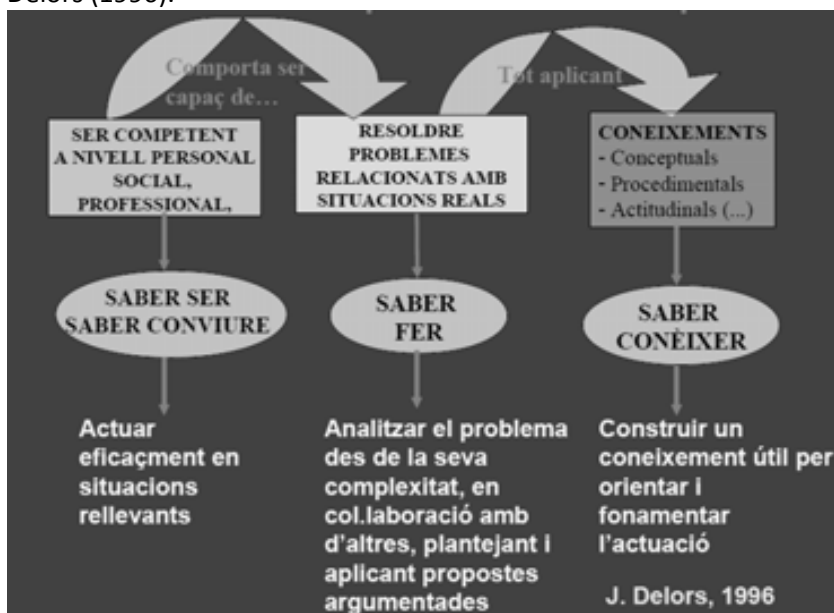 Delors (1996).
Comporta ser
capaç de...
Tot aplicant
SER COMPETENT
A NIVELL PERSONAL
SOCIAL,
PROFESSIONAL,
RESOLDRE
PROBLEMES
RELACIONATS AMB
SITUACIONS REALS
CONEIXEMENTS
- Conceptuals
- Procedimentals
- Actitudinals (...)
SABER SER
SABER CONVIURE
SABER
FER
SABER
CONÈIXER
Actuar
eficaçment en
situacions
rellevants
Analitzar el problema
des de la seva
complexitat, en
col.laboració amb
d'altres, plantejant i
aplicant propostes
argumentades
Construir un
coneixement útil per
orientar i
fonamentar
l'actuació
J. Delors, 1996